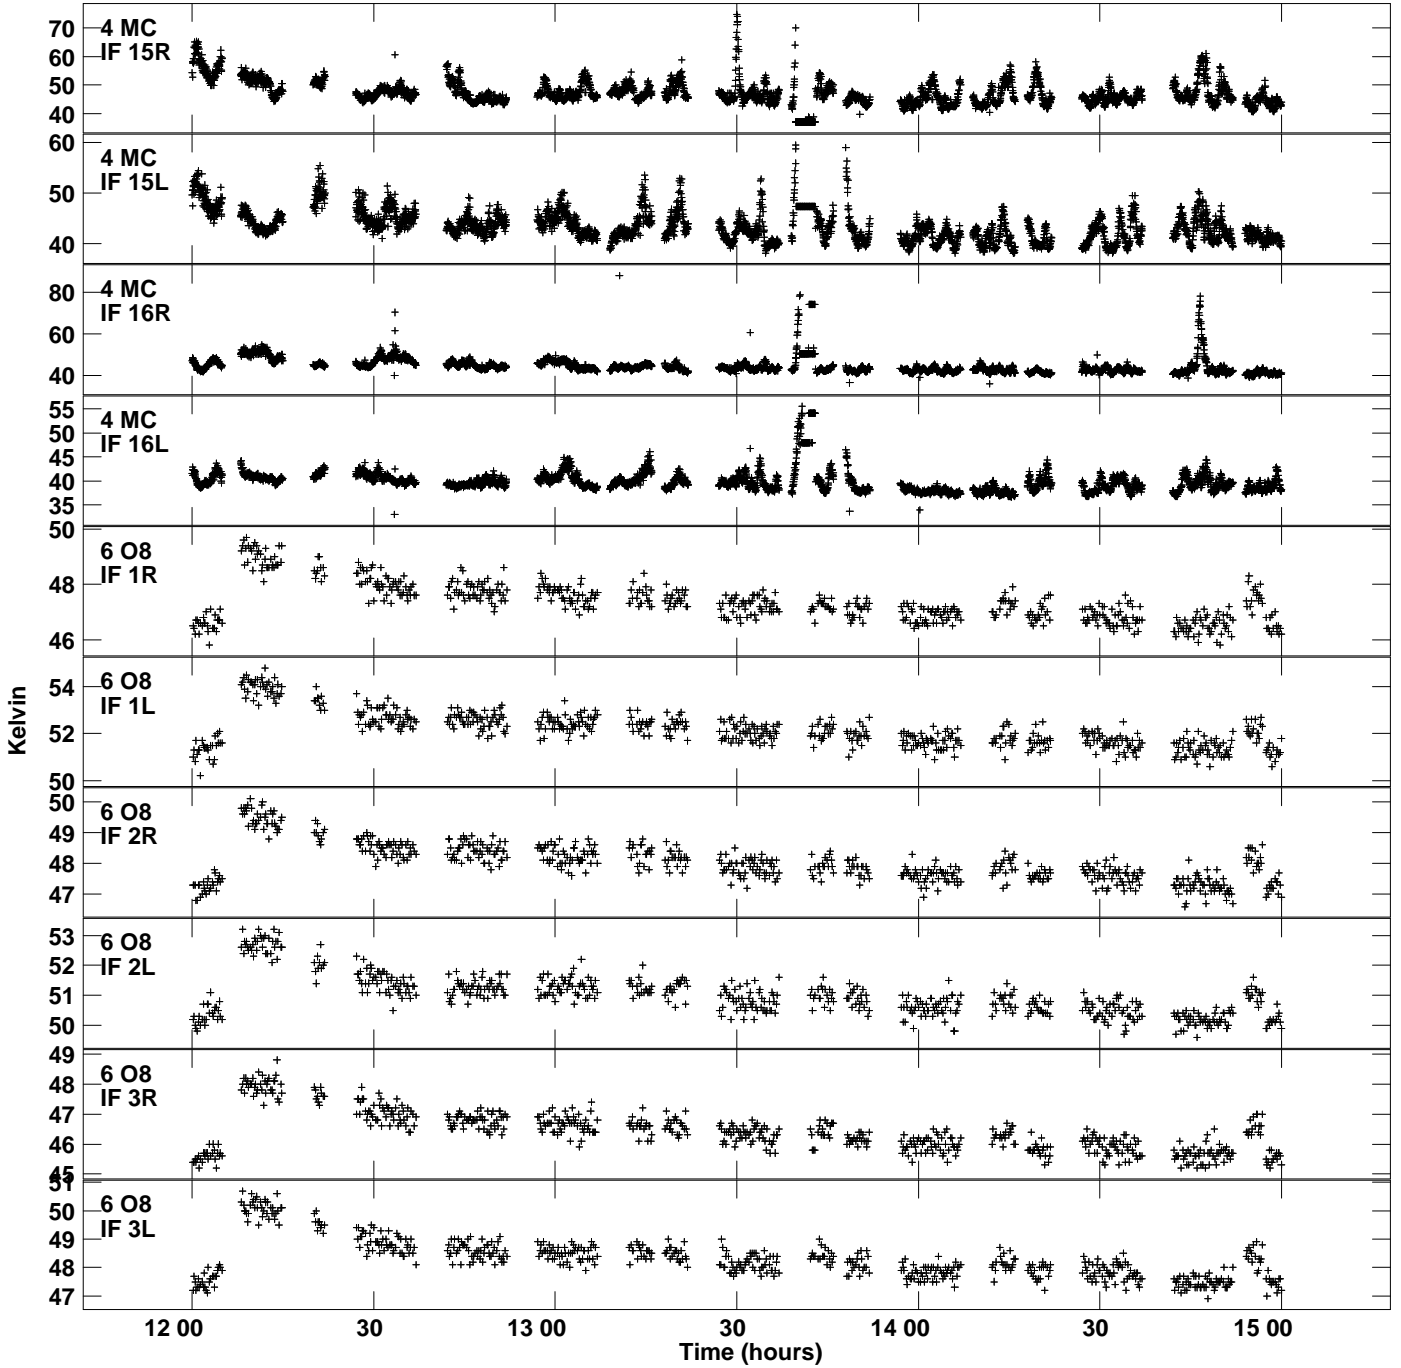 4 MC
IF 15R
70
60
50
40
4 MC
IF 15L
60
50
40
4 MC
IF 16R
80
60
40
4 MC
IF 16L
55
50
45
40
35
6 O8
IF 1R
50
48
46
6 O8
IF 1L
54
52
50
6 O8
IF 2R
50
49
48
47
6 O8
IF 2L
53
52
51
50
6 O8
IF 3R
49
48
47
46
45
6 O8
IF 3L
51
50
49
48
47
Kelvin
12 00 30 13 00 30 14 00 30 15 00
Time (hours)